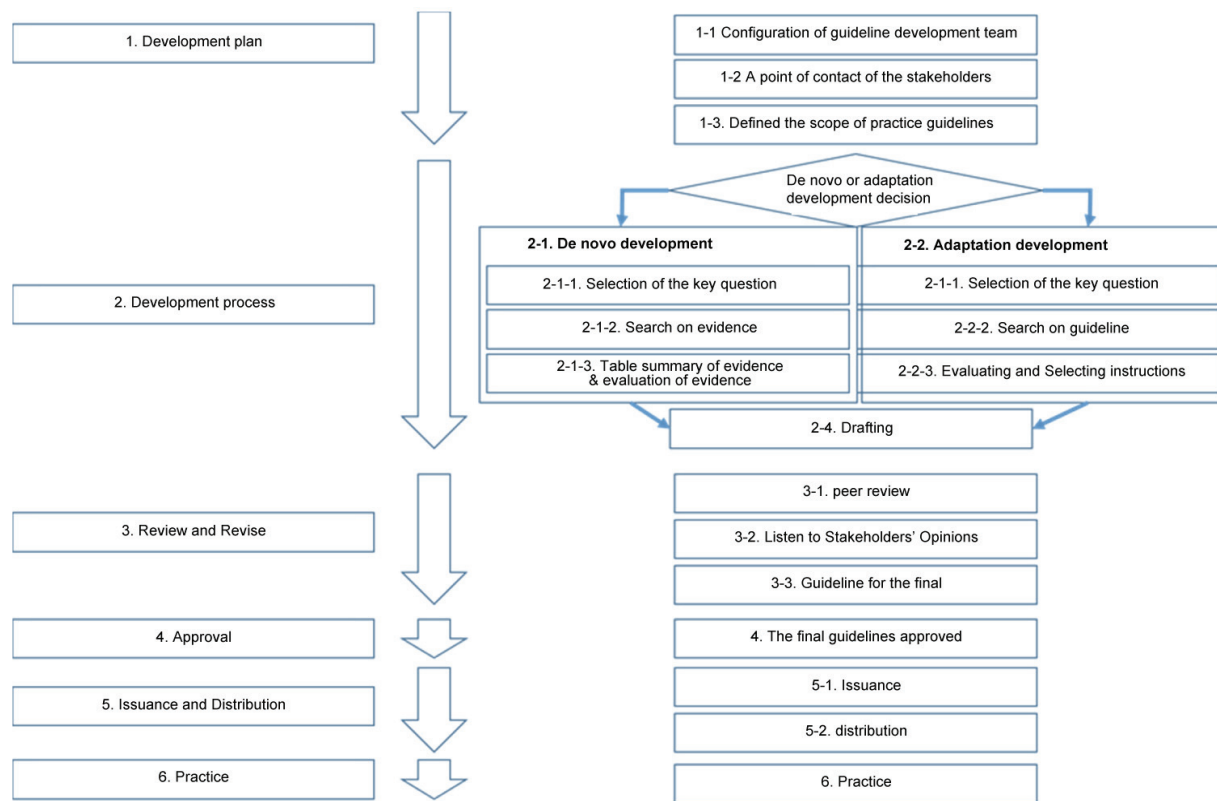 1. Development plan
1-1 Configuration of guideline development team
1-2 A point of contact of the stakeholders
1-3. Defined the scope of practice guidelines
2. Development process
De novo or adaptation
development decision
2-1. De novo development
2-1-1. Selection of the key question
2-1-2. Search on evidence
2-1-3. Table summary of evidence
& evaluation of evidence
2-2. Adaptation development
2-1-1. Selection of the key question
2-2-2. Search on guideline
2-2-3. Evaluating and Selecting instructions
2-4. Drafting
3. Review and Revise
3-1. peer review
3-2. Listen to Stakeholders' Opinions
3-3. Guideline for the final
4. Approval
4. The final guidelines approved
5. Issuance and Distribution
5-1. Issuance
5-2. distribution
6. Practice
6. Practice